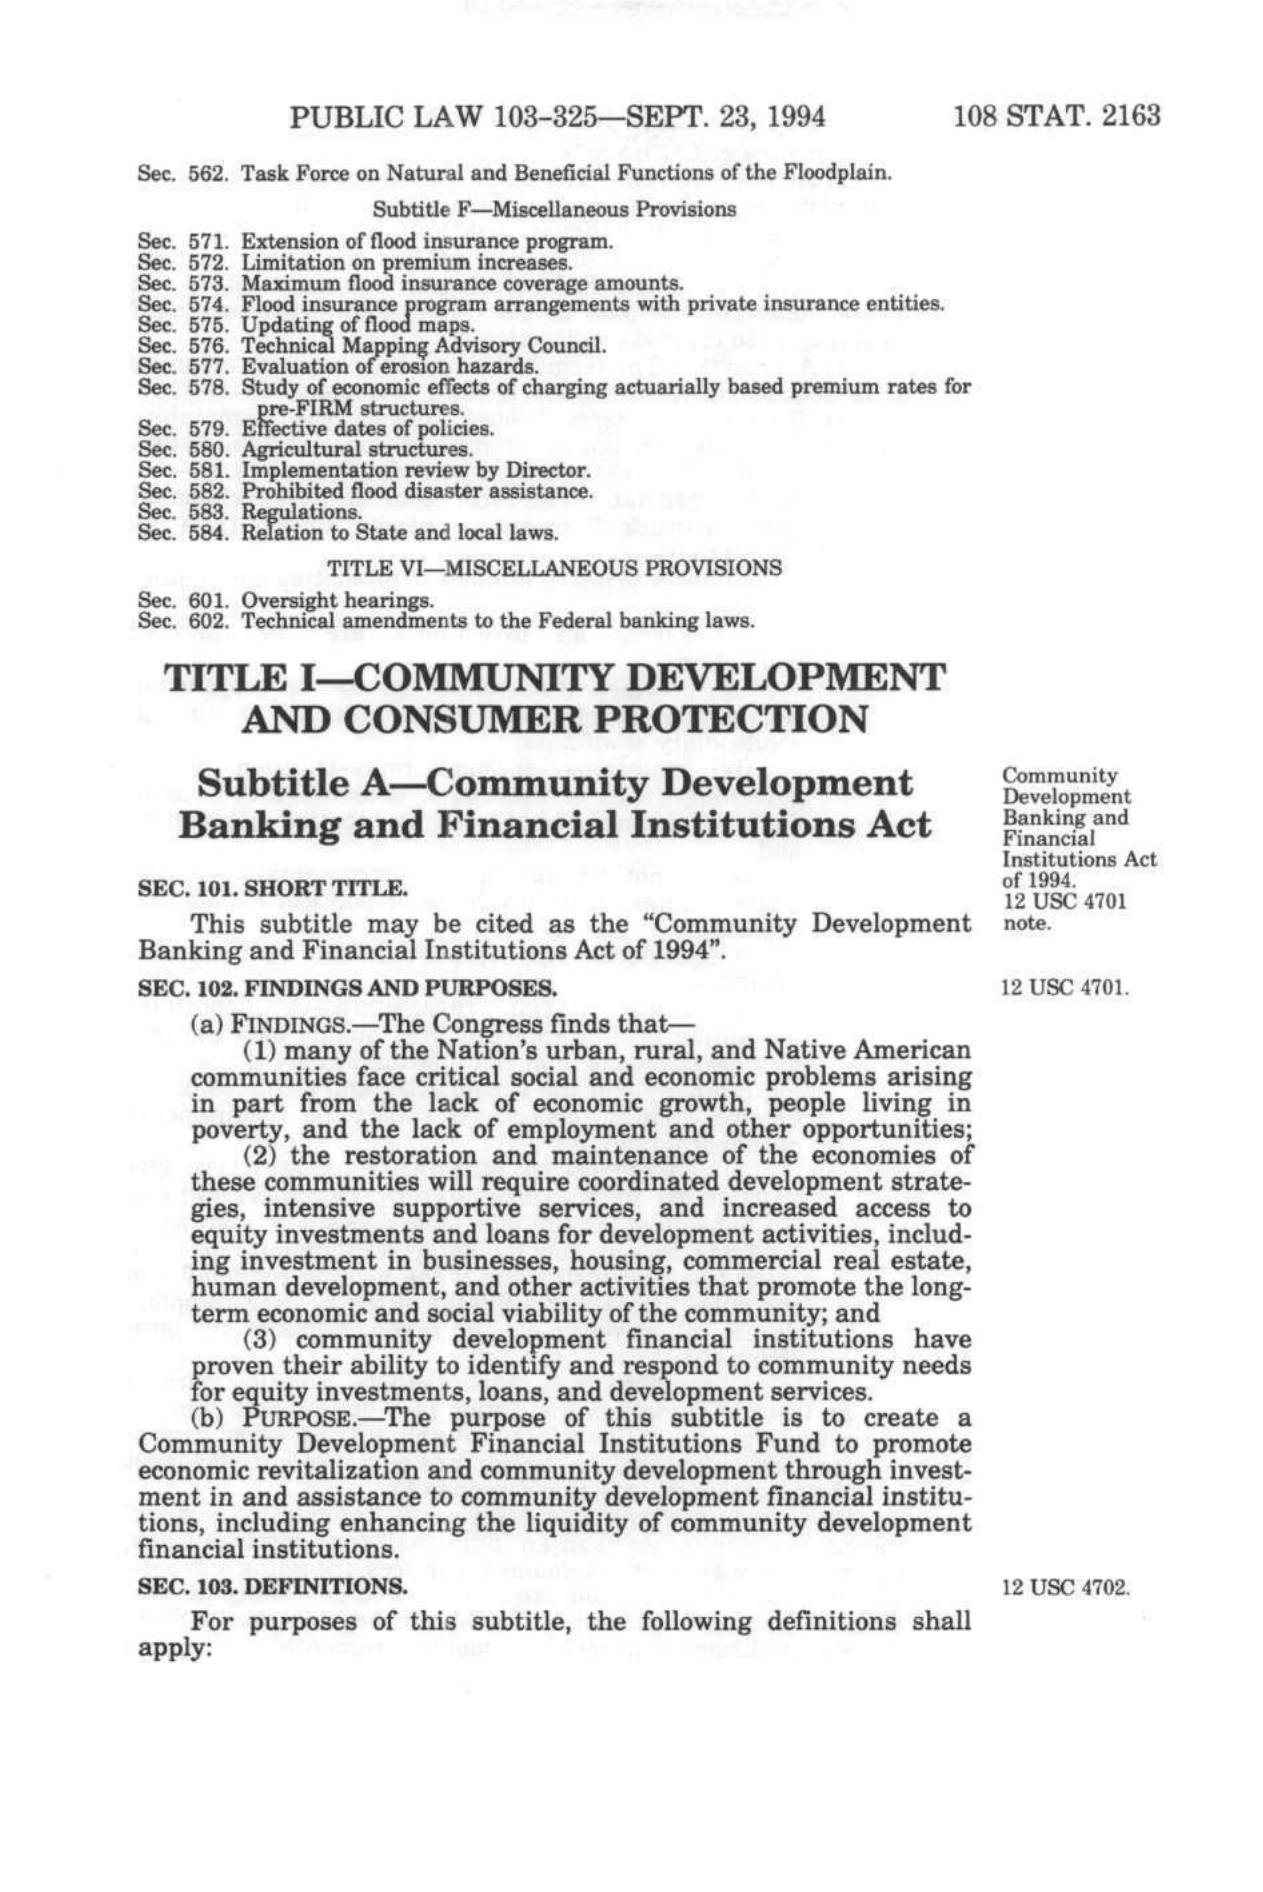 PUBLIC LAW 103–325—SEPT. 23, 1994
108 STAT. 2163
Sec. 562. Task Force on Natural and Beneficial Functions of the Floodplain.
Subtitle F—Miscellaneous Provisions
Sec. 571. Extension of flood insurance program.
Sec. 572. Limitation on premium increases.
Sec. 573. Maximum flood insurance coverage amounts.
Sec. 574. Flood insurance program arrangements with private insurance entities.
Sec. 575. Updating of flood maps.
Sec. 576. Technical Mapping Advisory Council.
Sec. 577. Evaluation of erosion hazards.
Sec. 578. Study of economic effects of charging actuarially based premium rates for
pre-FIRM structures.
Sec. 579. Effective dates of policies.
Sec. 580. Agricultural structures.
Sec. 581. Implementation review by Director.
Sec. 582. Prohibited flood disaster assistance.
Sec. 583. Regulations.
Sec. 584. Relation to State and local laws.
TITLE VI—MISCELLANEOUS PROVISIONS
Sec. 601. Oversight hearings.
Sec. 602. Technical amendments to the Federal banking laws.
TITLE I—COMMUNITY DEVELOPMENT
AND CONSUMER PROTECTION
Subtitle A—Community Development
Banking and Financial Institutions Act
Community
Development
Banking and
Financial
Institutions Act
of 1994.
12 USC 4701
note.
SEC. 101. SHORT TITLE.
This subtitle may be cited as the “Community Development
Banking and Financial Institutions Act of 1994”.
SEC. 102. FINDINGS AND PURPOSES.
12 USC 4701.
(a) FINDINGS.—The Congress finds that—
(1) many of the Nation's urban, rural, and Native American
communities face critical social and economic problems arising
in part from the lack of economic growth, people living in
poverty, and the lack of employment and other opportunities;
(2) the restoration and maintenance of the economies of
these communities will require coordinated development strate-
gies, intensive supportive services, and increased access to
equity investments and loans for development activities, includ-
ing investment in businesses, housing, commercial real estate,
human development, and other activities that promote the long-
term economic and social viability of the community; and
(3) community development financial institutions have
proven their ability to identify and respond to community needs
for equity investments, loans, and development services.
(b) PURPOSE.—The purpose of this subtitle is to create a
Community Development Financial Institutions Fund to promote
economic revitalization and community development through invest-
ment in and assistance to community development financial institu-
tions, including enhancing the liquidity of community development
financial institutions.
SEC. 103. DEFINITIONS.
12 USC 4702.
For purposes of this subtitle, the following definitions shall
apply: